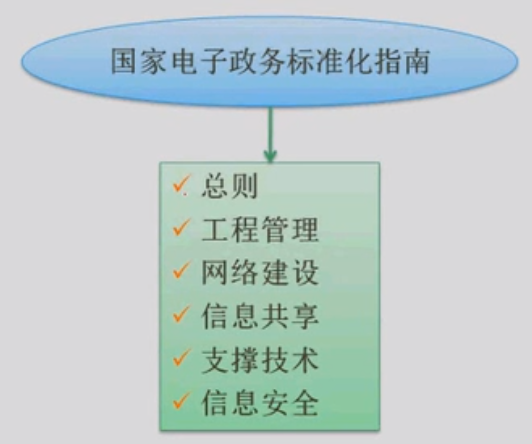 国家电子政务标准化指南
总则
工程管理
网络建设
信息共享
支撑技术
信息安全